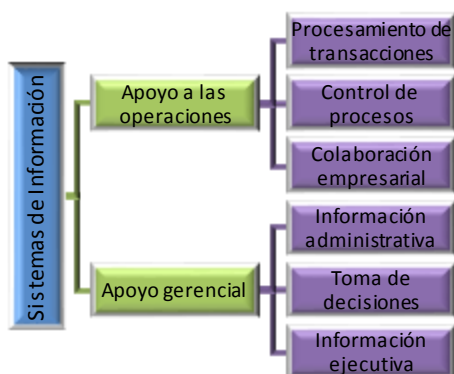 Sistemas de Información
Apoyo a las
operaciones
Procesamiento de
transacciones
Control de
procesos
Colaboración
empresarial
Apoyo gerencial
Información
administrativa
Toma de
decisiones
Información
ejecutiva